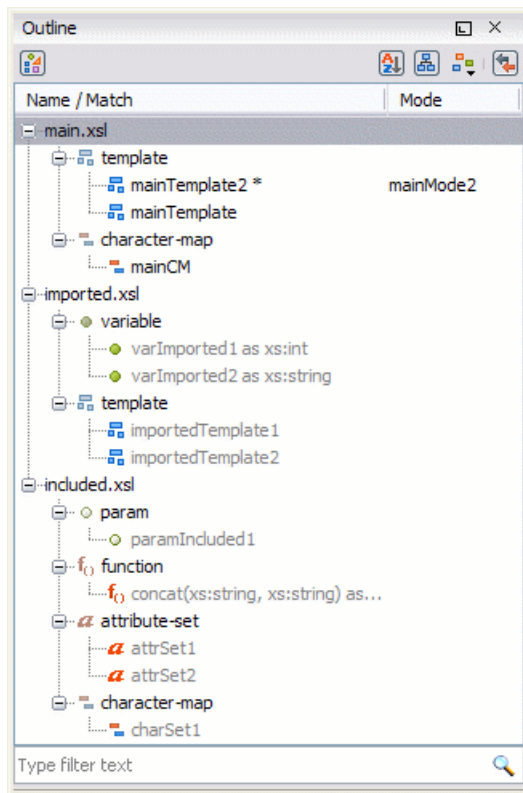 Outline
Name / Match Mode
main.xsl
template
mainTemplate2 * mainMode2
mainTemplate
character-map
mainCM
imported.xsl
variable
varImported1 as xs:int
varImported2 as xs:string
template
importedTemplate1
importedTemplate2
included.xsl
param
paramIncluded1
function
concat(xs:string, xs:string) as...
attribute-set
attrSet1
attrSet2
character-map
charSet1
Type filter text